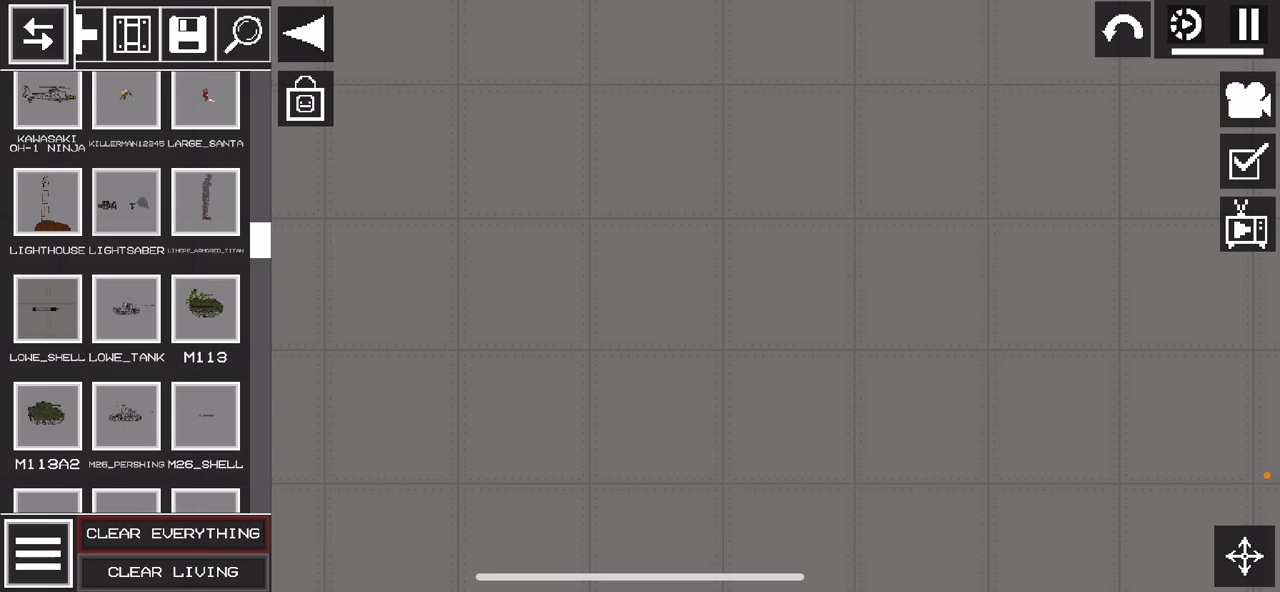 KAWASAKI
OH-1 NINJA
KILLERMAN12345
LARGE_SANTA
LIGHTHOUSE
LIGHTSABER
LOWE_SHELL
LOWE_TANK
M113
M113A2
M26_PERSHING
M26_SHELL
CLEAR EVERYTHING
CLEAR LIVING